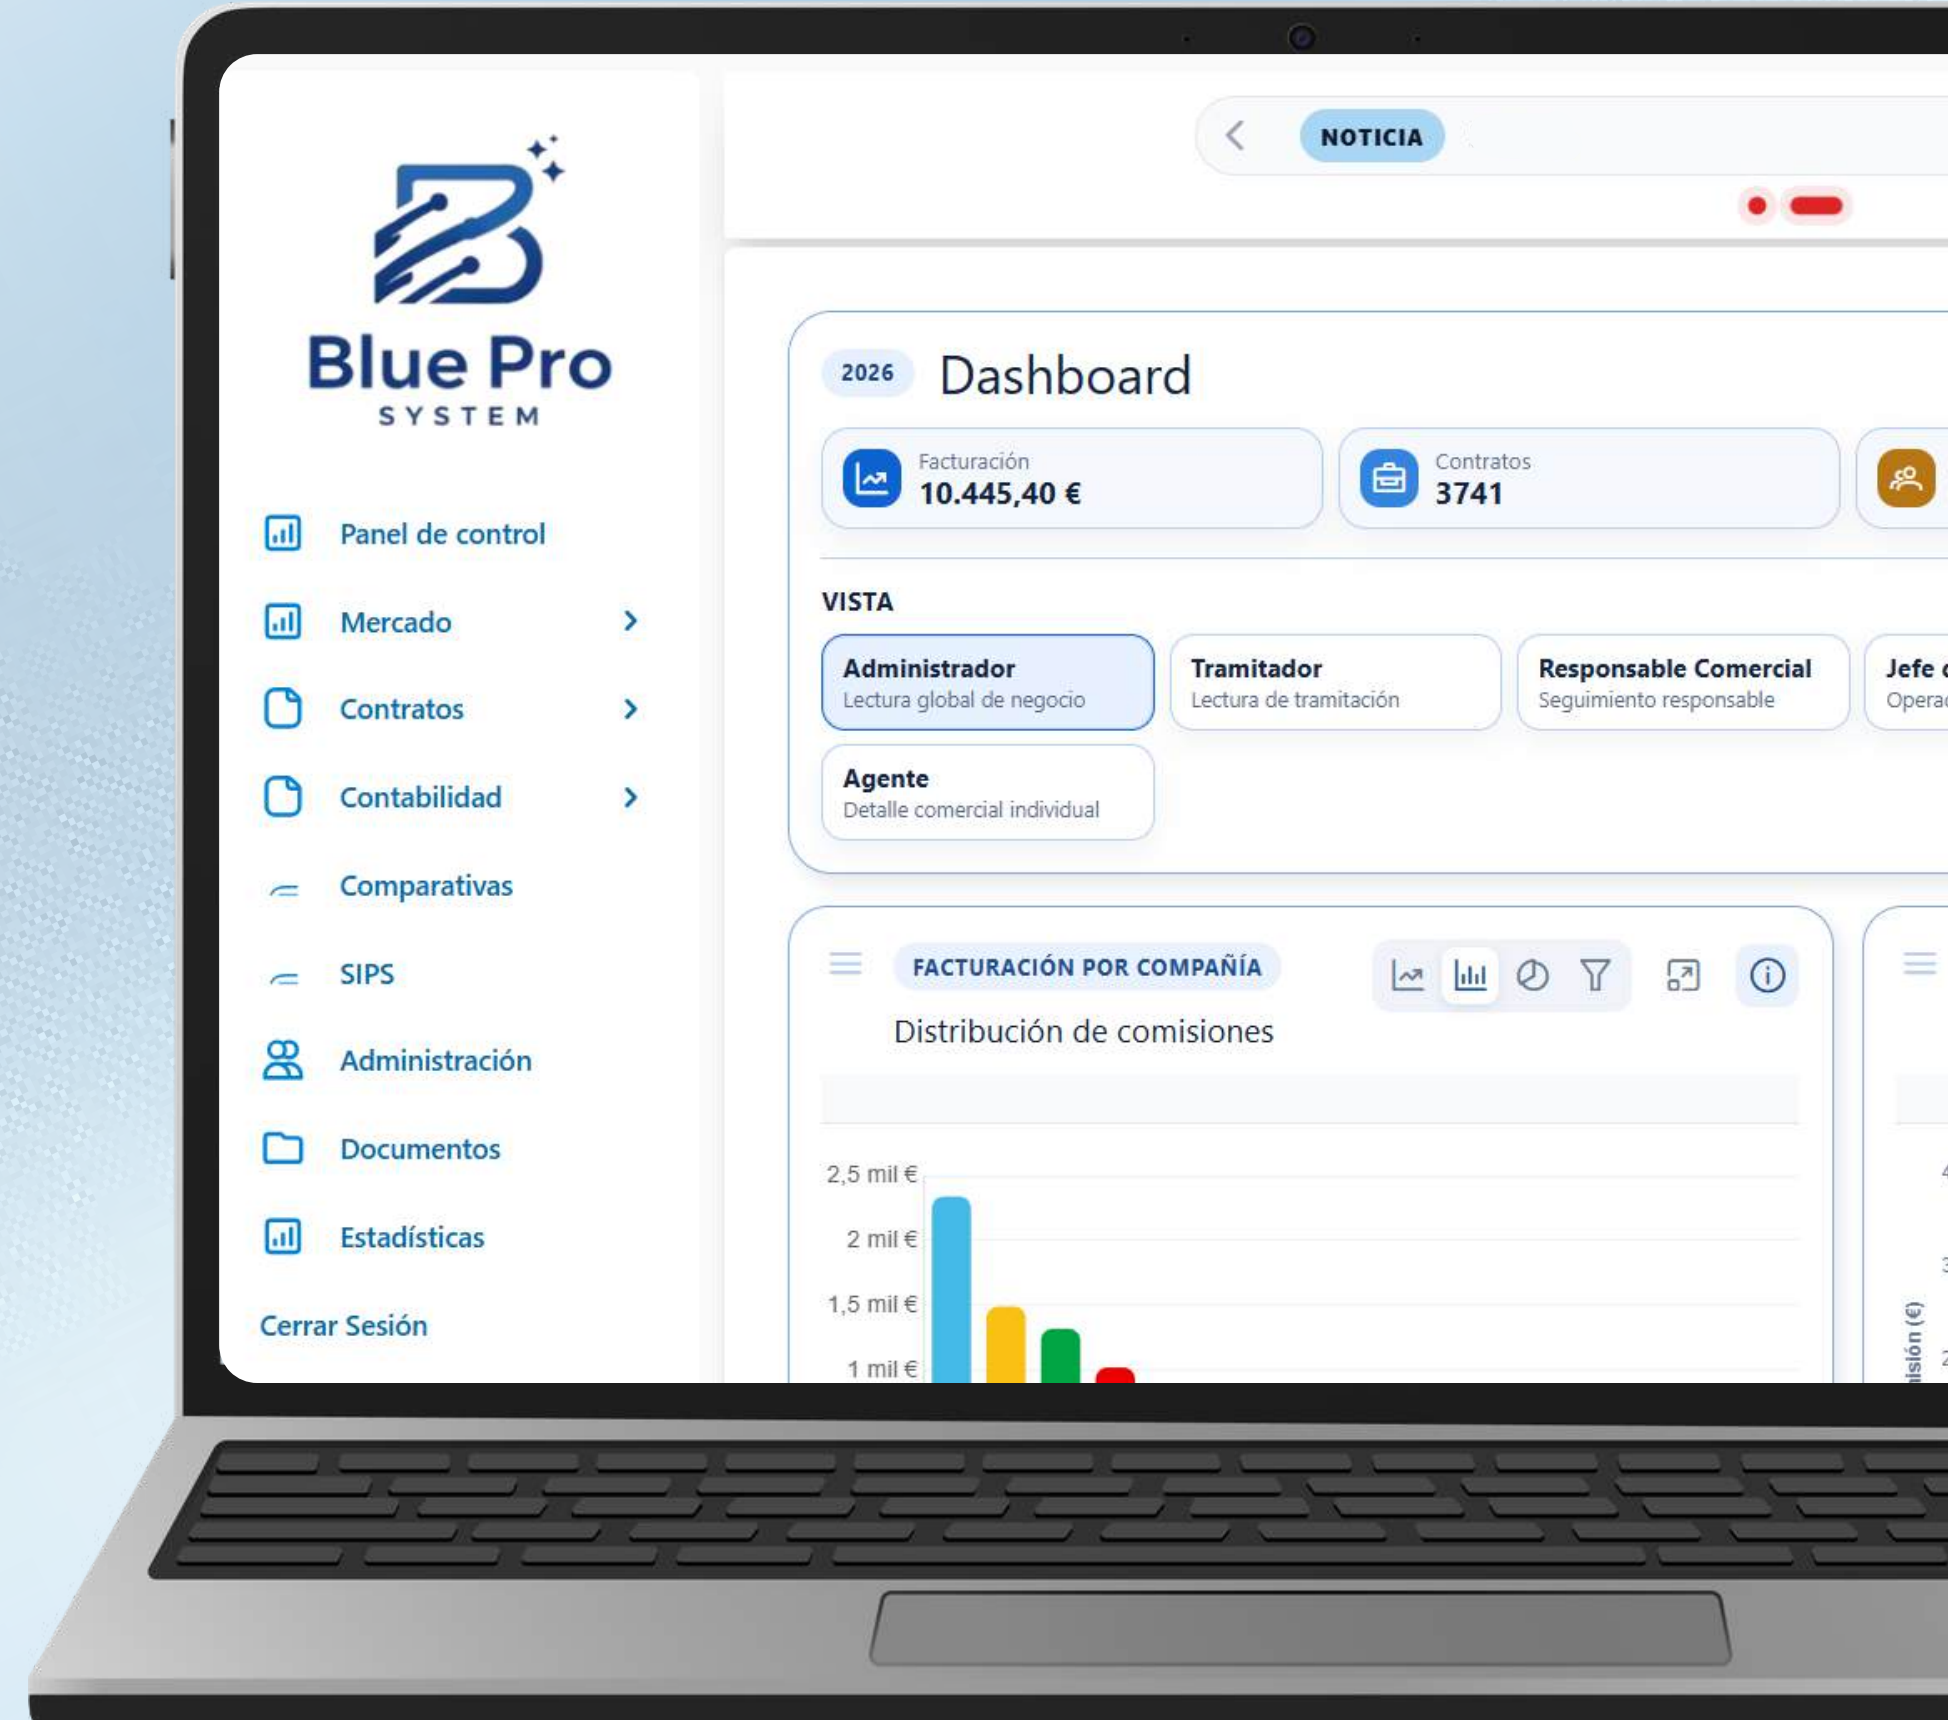 Blue Pro
SYSTEM
Panel de control
Mercado
Contratos
Contabilidad
Comparativas
SIPS
Administración
Documentos
Estadísticas
Cerrar Sesión
NOTICIA
2026 Dashboard
Facturación
10.445,40 €
Contratos
3741
VISTA
Administrador
Lectura global de negocio
Tramitador
Lectura de tramitación
Responsable Comercial
Seguimiento responsable
Jefe
Agente
Detalle comercial individual
FACTURACIÓN POR COMPAÑÍA
Distribución de comisiones
2,5 mil €
2 mil €
1,5 mil €
1 mil €
(€)